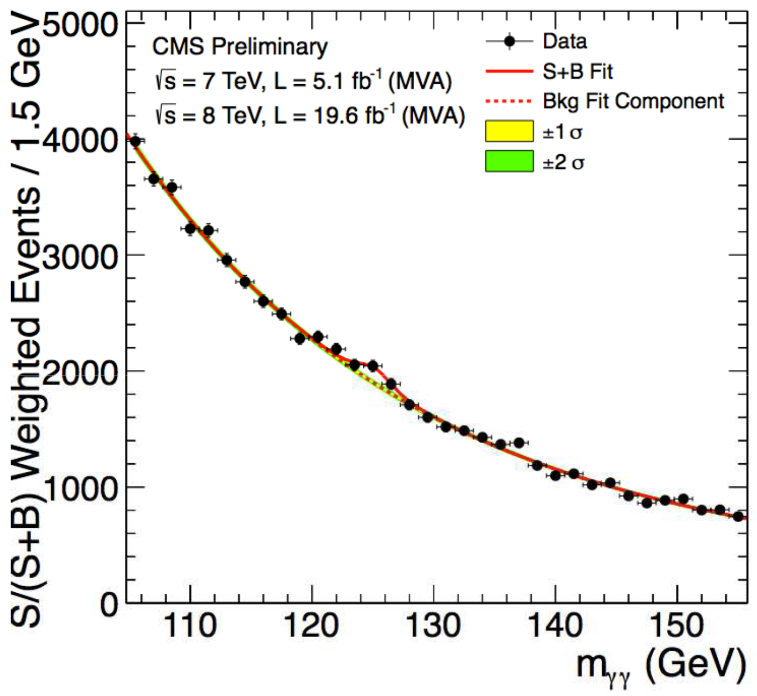 S/(S+B) Weighted Events / 1.5 GeV
5000
4000
3000
2000
1000
0
CMS Preliminary
√s = 7 TeV, L = 5.1 fb⁻¹ (MVA)
√s = 8 TeV, L = 19.6 fb⁻¹ (MVA)
Data
S+B Fit
Bkg Fit Component
±1 σ
±2 σ
110 120 130 140 150
mγγ (GeV)